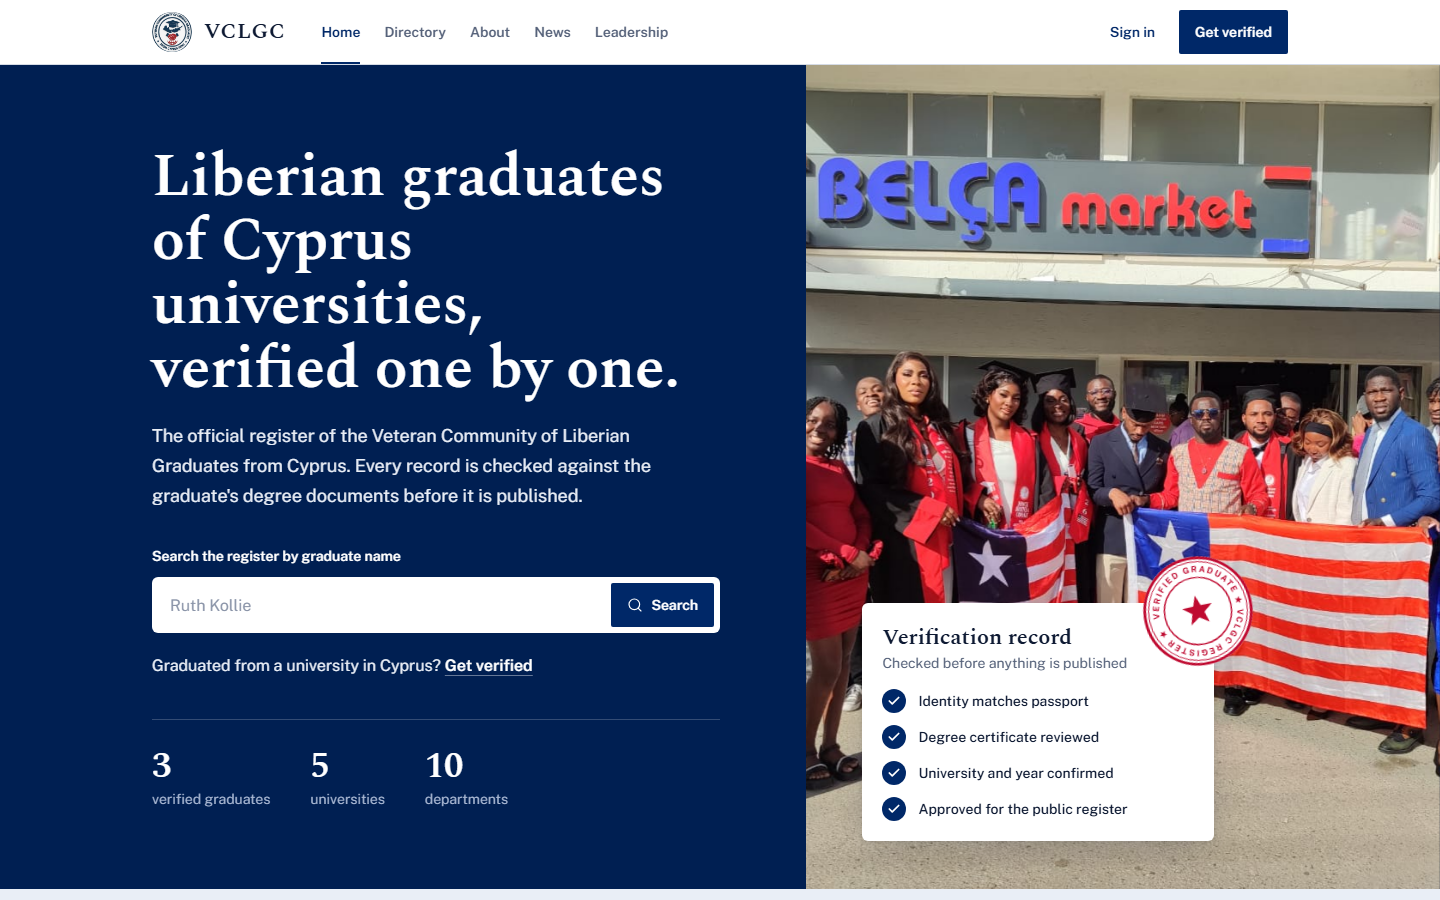 VCLGC
Home
Directory
About
News
Leadership
Sign in
Get verified
Liberian graduates
of Cyprus
universities,
verified one by one.
The official register of the Veteran Community of Liberian
Graduates from Cyprus. Every record is checked against the
graduate's degree documents before it is published.
Search the register by graduate name
Ruth Kollie
Search
Graduated from a university in Cyprus? Get verified
3
verified graduates
5
universities
10
departments
BELÇA market
VERIFIED GRADUATE ★ VCLGC REGISTER ★
Verification record
Checked before anything is published
Identity matches passport
Degree certificate reviewed
University and year confirmed
Approved for the public register